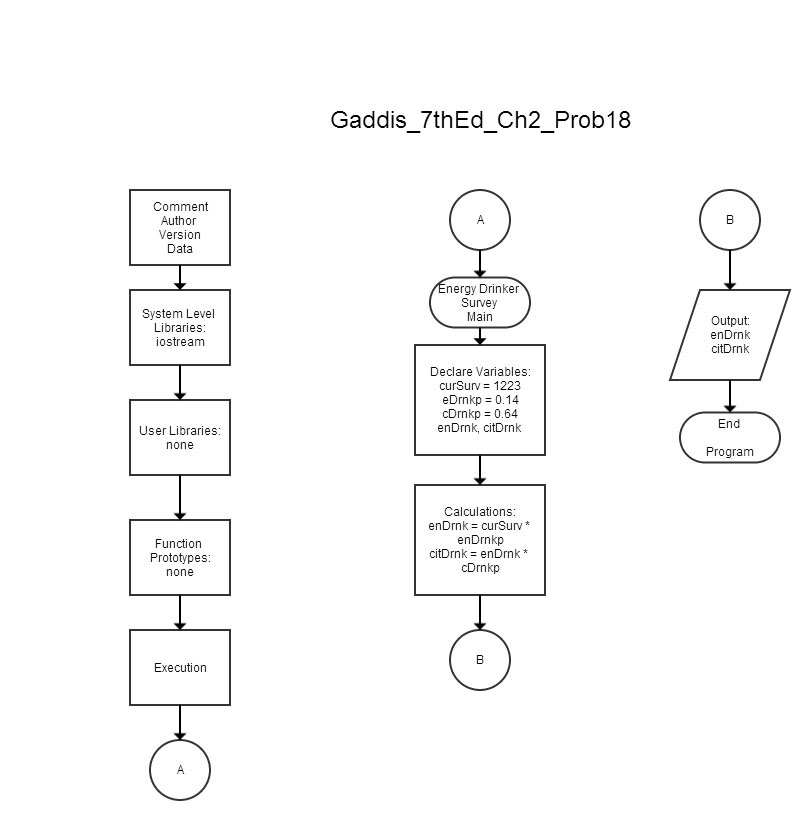 Gaddis_7thEd_Ch2_Prob18
Comment
Author
Version
Data
System Level
Libraries:
iostream
User Libraries:
none
Function
Prototypes:
none
Execution
A
A
Energy Drinker
Survey
Main
Declare Variables:
curSurv = 1223
eDrnkp = 0.14
cDrnkp = 0.64
enDrnk, citDrnk
Calculations:
enDrnk = curSurv *
enDrnkp
citDrnk = enDrnk *
cDrnkp
B
B
Output:
enDrnk
citDrnk
End
Program